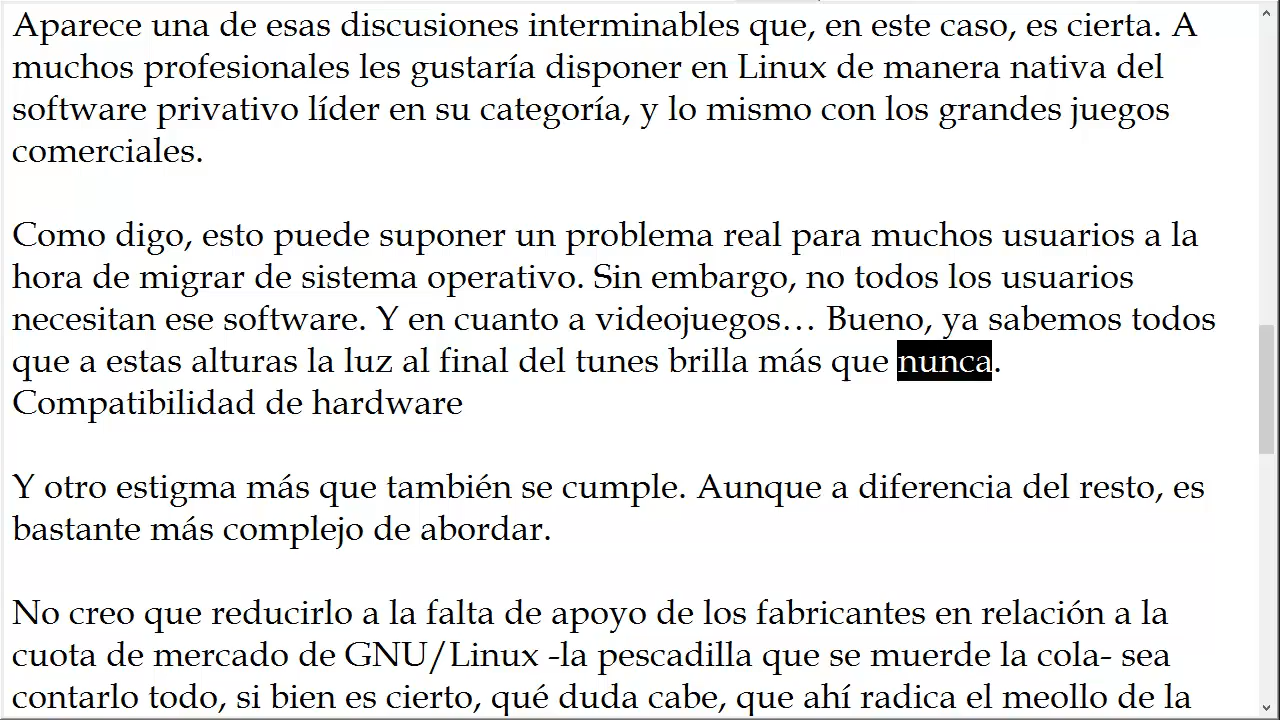 Aparece una de esas discusiones interminables que, en este caso, es cierta. A
muchos profesionales les gustaría disponer en Linux de manera nativa del
software privativo líder en su categoría, y lo mismo con los grandes juegos
comerciales.
Como digo, esto puede suponer un problema real para muchos usuarios a la
hora de migrar de sistema operativo. Sin embargo, no todos los usuarios
necesitan ese software. Y en cuanto a videojuegos… Bueno, ya sabemos todos
que a estas alturas la luz al final del tunes brilla más que nunca.
Compatibilidad de hardware
Y otro estigma más que también se cumple. Aunque a diferencia del resto, es
bastante más complejo de abordar.
No creo que reducirlo a la falta de apoyo de los fabricantes en relación a la
cuota de mercado de GNU/Linux -la pescadilla que se muerde la cola- sea
contarlo todo, si bien es cierto, qué duda cabe, que ahí radica el meollo de la